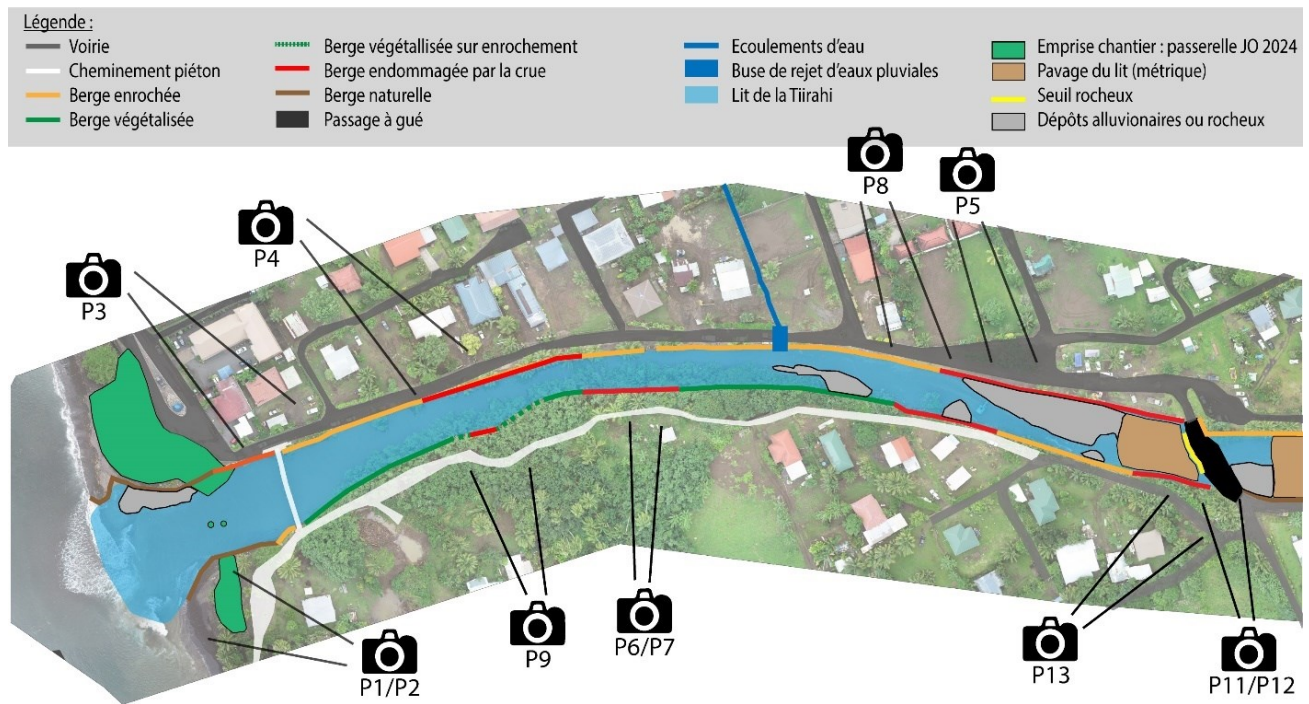 Légende :
Voirie
Cheminement piéton
Berge enrochée
Berge végétalisée
Berge végétallisée sur enrochement
Berge endommagée par la crue
Berge naturelle
Passage à gué
Ecoulements d'eau
Buse de rejet d'eaux pluviales
Lit de la Tiirahi
Emprise chantier : passerelle JO 2024
Pavage du lit (métrique)
Seuil rocheux
Dépôts alluvionaires ou rocheux
P8
P5
P4
P3
P9
P6/P7
P13
P1/P2
P11/P12